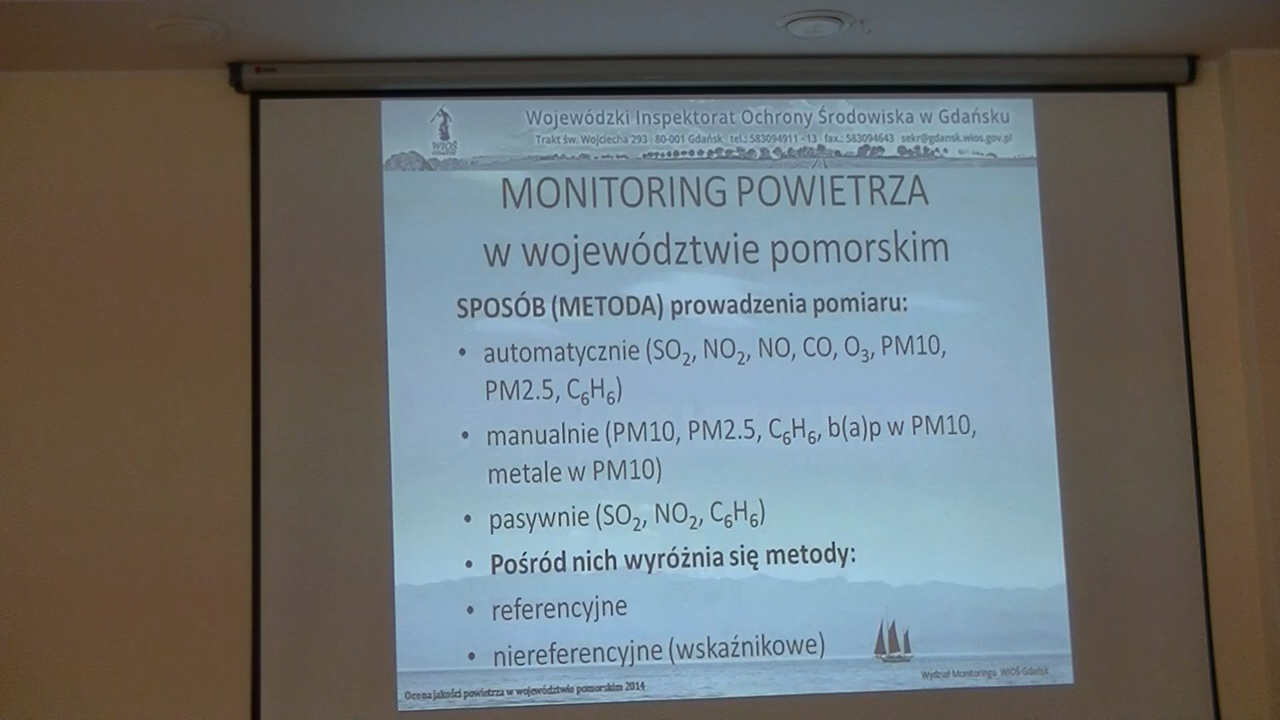 Wojewódzki Inspektorat Ochrony Środowiska w Gdańsku
Trakt św. Wojciecha 293 80-001 Gdańsk tel.: 583094911 -13 fax.: 583094643 sekr@gdansk.wios.gov.pl
WIOŚ
MONITORING POWIETRZA
w województwie pomorskim
SPOSÓB (METODA) prowadzenia pomiaru:
• automatycznie (SO₂, NO₂, NO, CO, O₃, PM10,
PM2.5, C₆H₆)
• manualnie (PM10, PM2.5, C₆H₆, b(a)p w PM10,
metale w PM10)
• pasywnie (SO₂, NO₂, C₆H₆)
• Pośród nich wyróżnia się metody:
• referencyjne
• niereferencyjne (wskaźnikowe)
Wydział Monitoringu WIOŚ Gdańsk
Ocena jakości powietrza w województwie pomorskim 2014